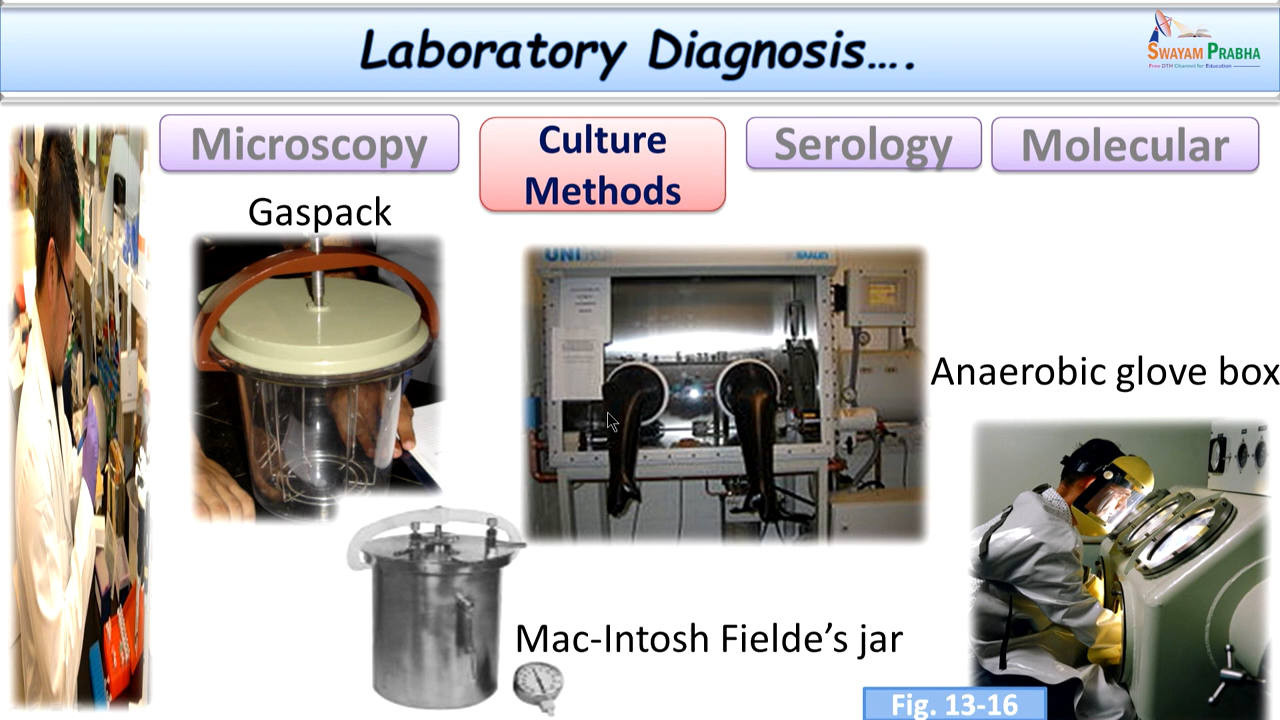 Laboratory Diagnosis….
SWAYAM PRABHA
Free DTH Channel for Education
Microscopy
Culture
Methods
Serology
Molecular
Gaspack
UNI
Anaerobic glove box
Mac-Intosh Fielde’s jar
Fig. 13-16